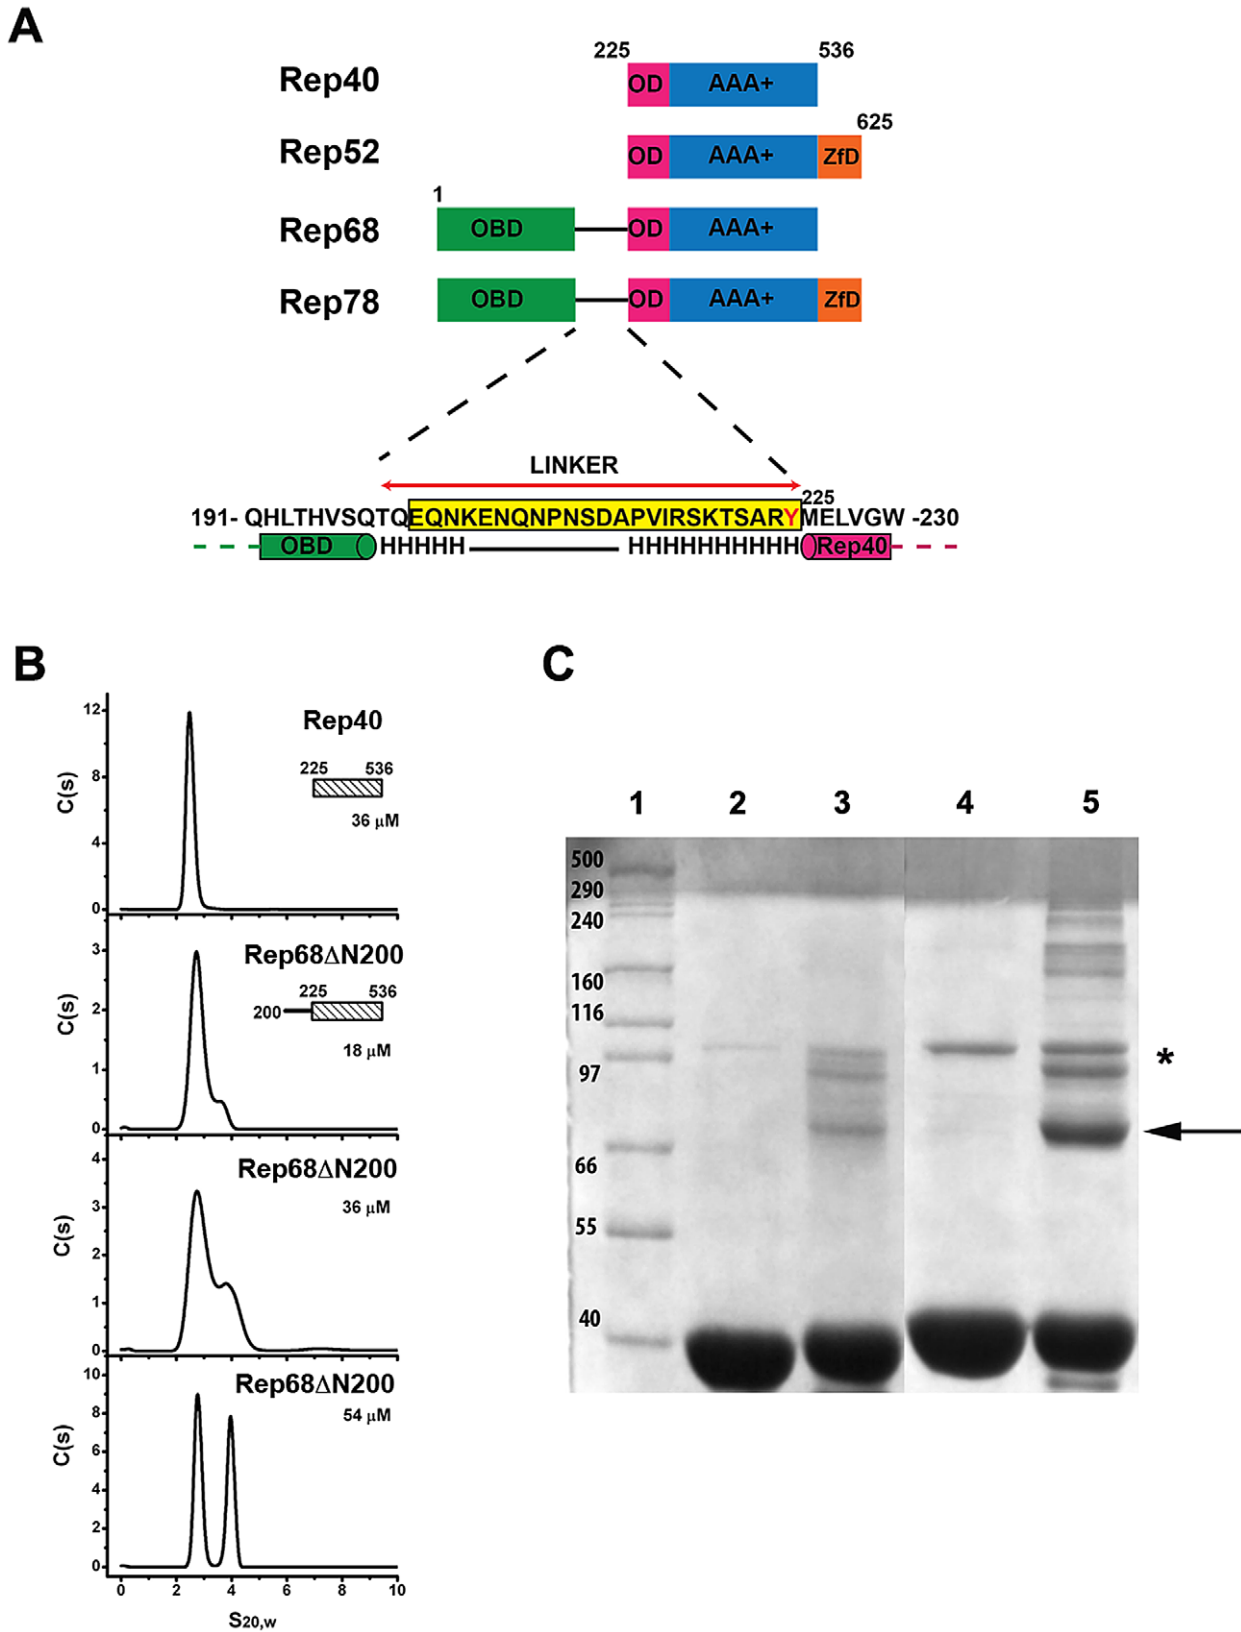 A
225 536
Rep40 OD AAA+
625
Rep52 OD AAA+ ZfD
1
Rep68 OBD OD AAA+
Rep78 OBD OD AAA+ ZfD
LINKER
225
191- QHLTHVSQTQEQNKENQNPNSDAPVIRSKTSARYMELVGW -230
OBD HHHHH HHHHHHHHHH Rep40
B
12
8
4
0
C(s)
Rep40
225 536
36 μM
3
2
1
0
C(s)
Rep68ΔN200
225 536
200
18 μM
4
3
2
1
0
C(s)
Rep68ΔN200
36 μM
10
8
6
4
2
0
C(s)
Rep68ΔN200
54 μM
0 2 4 6 8 10
S20,w
C
1 2 3 4 5
500
290
240
160
116
97
66
55
40
*